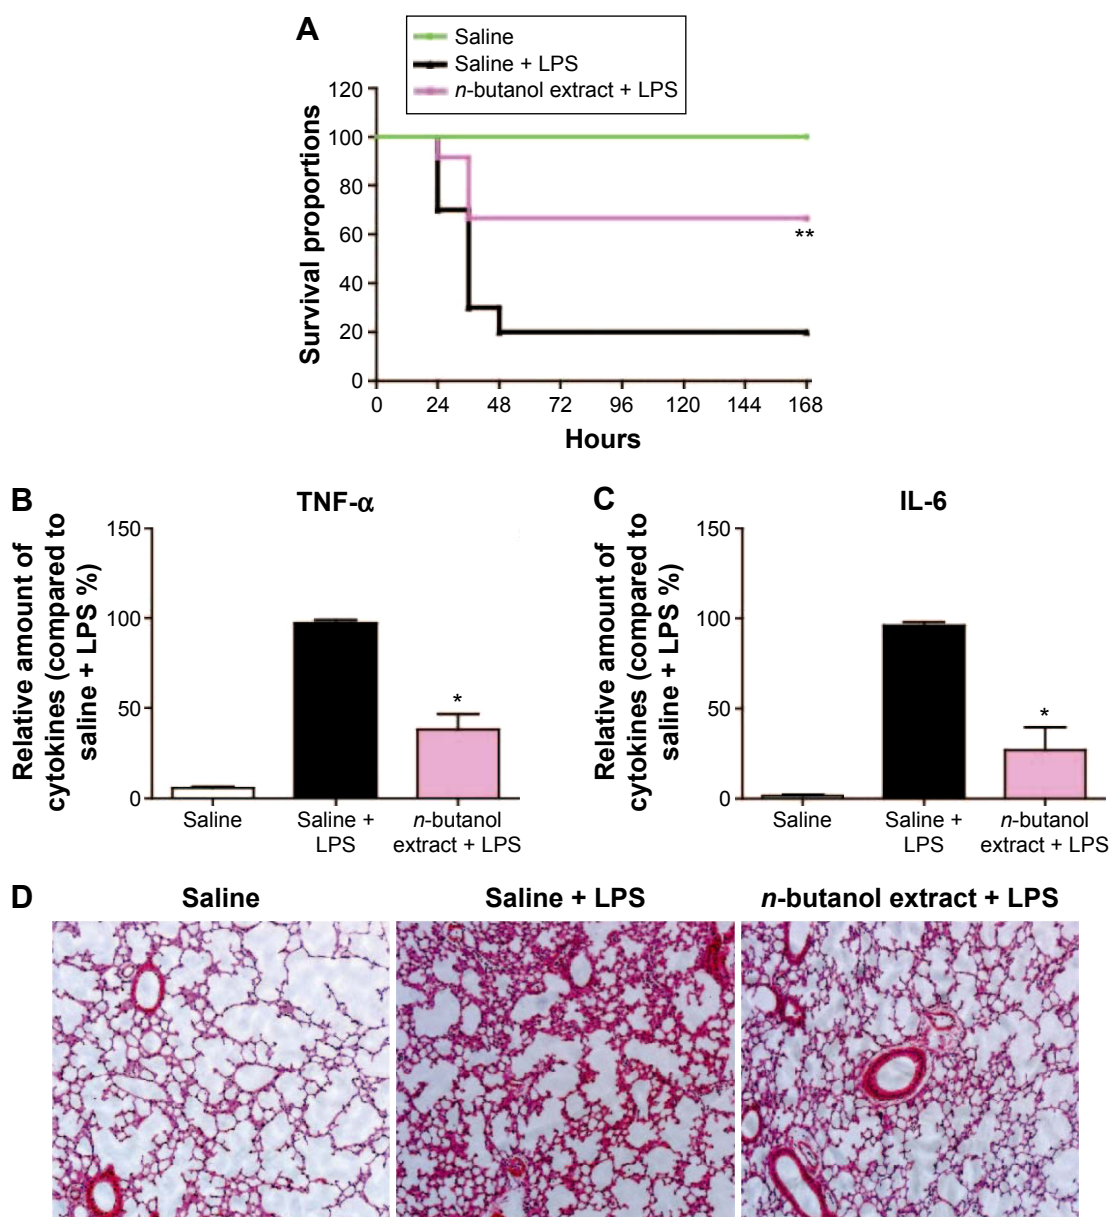 A
Saline
Saline + LPS
n-butanol extract + LPS
Survival proportions
120
100
80
60
40
20
0
**
0 24 48 72 96 120 144 168
Hours
B
TNF-α
Relative amount of
cytokines (compared to
saline + LPS %)
150
100
50
0
*
Saline
Saline +
LPS
n-butanol
extract + LPS
C
IL-6
Relative amount of
cytokines (compared to
saline + LPS %)
150
100
50
0
*
Saline
Saline +
LPS
n-butanol
extract + LPS
D
Saline
Saline + LPS
n-butanol extract + LPS